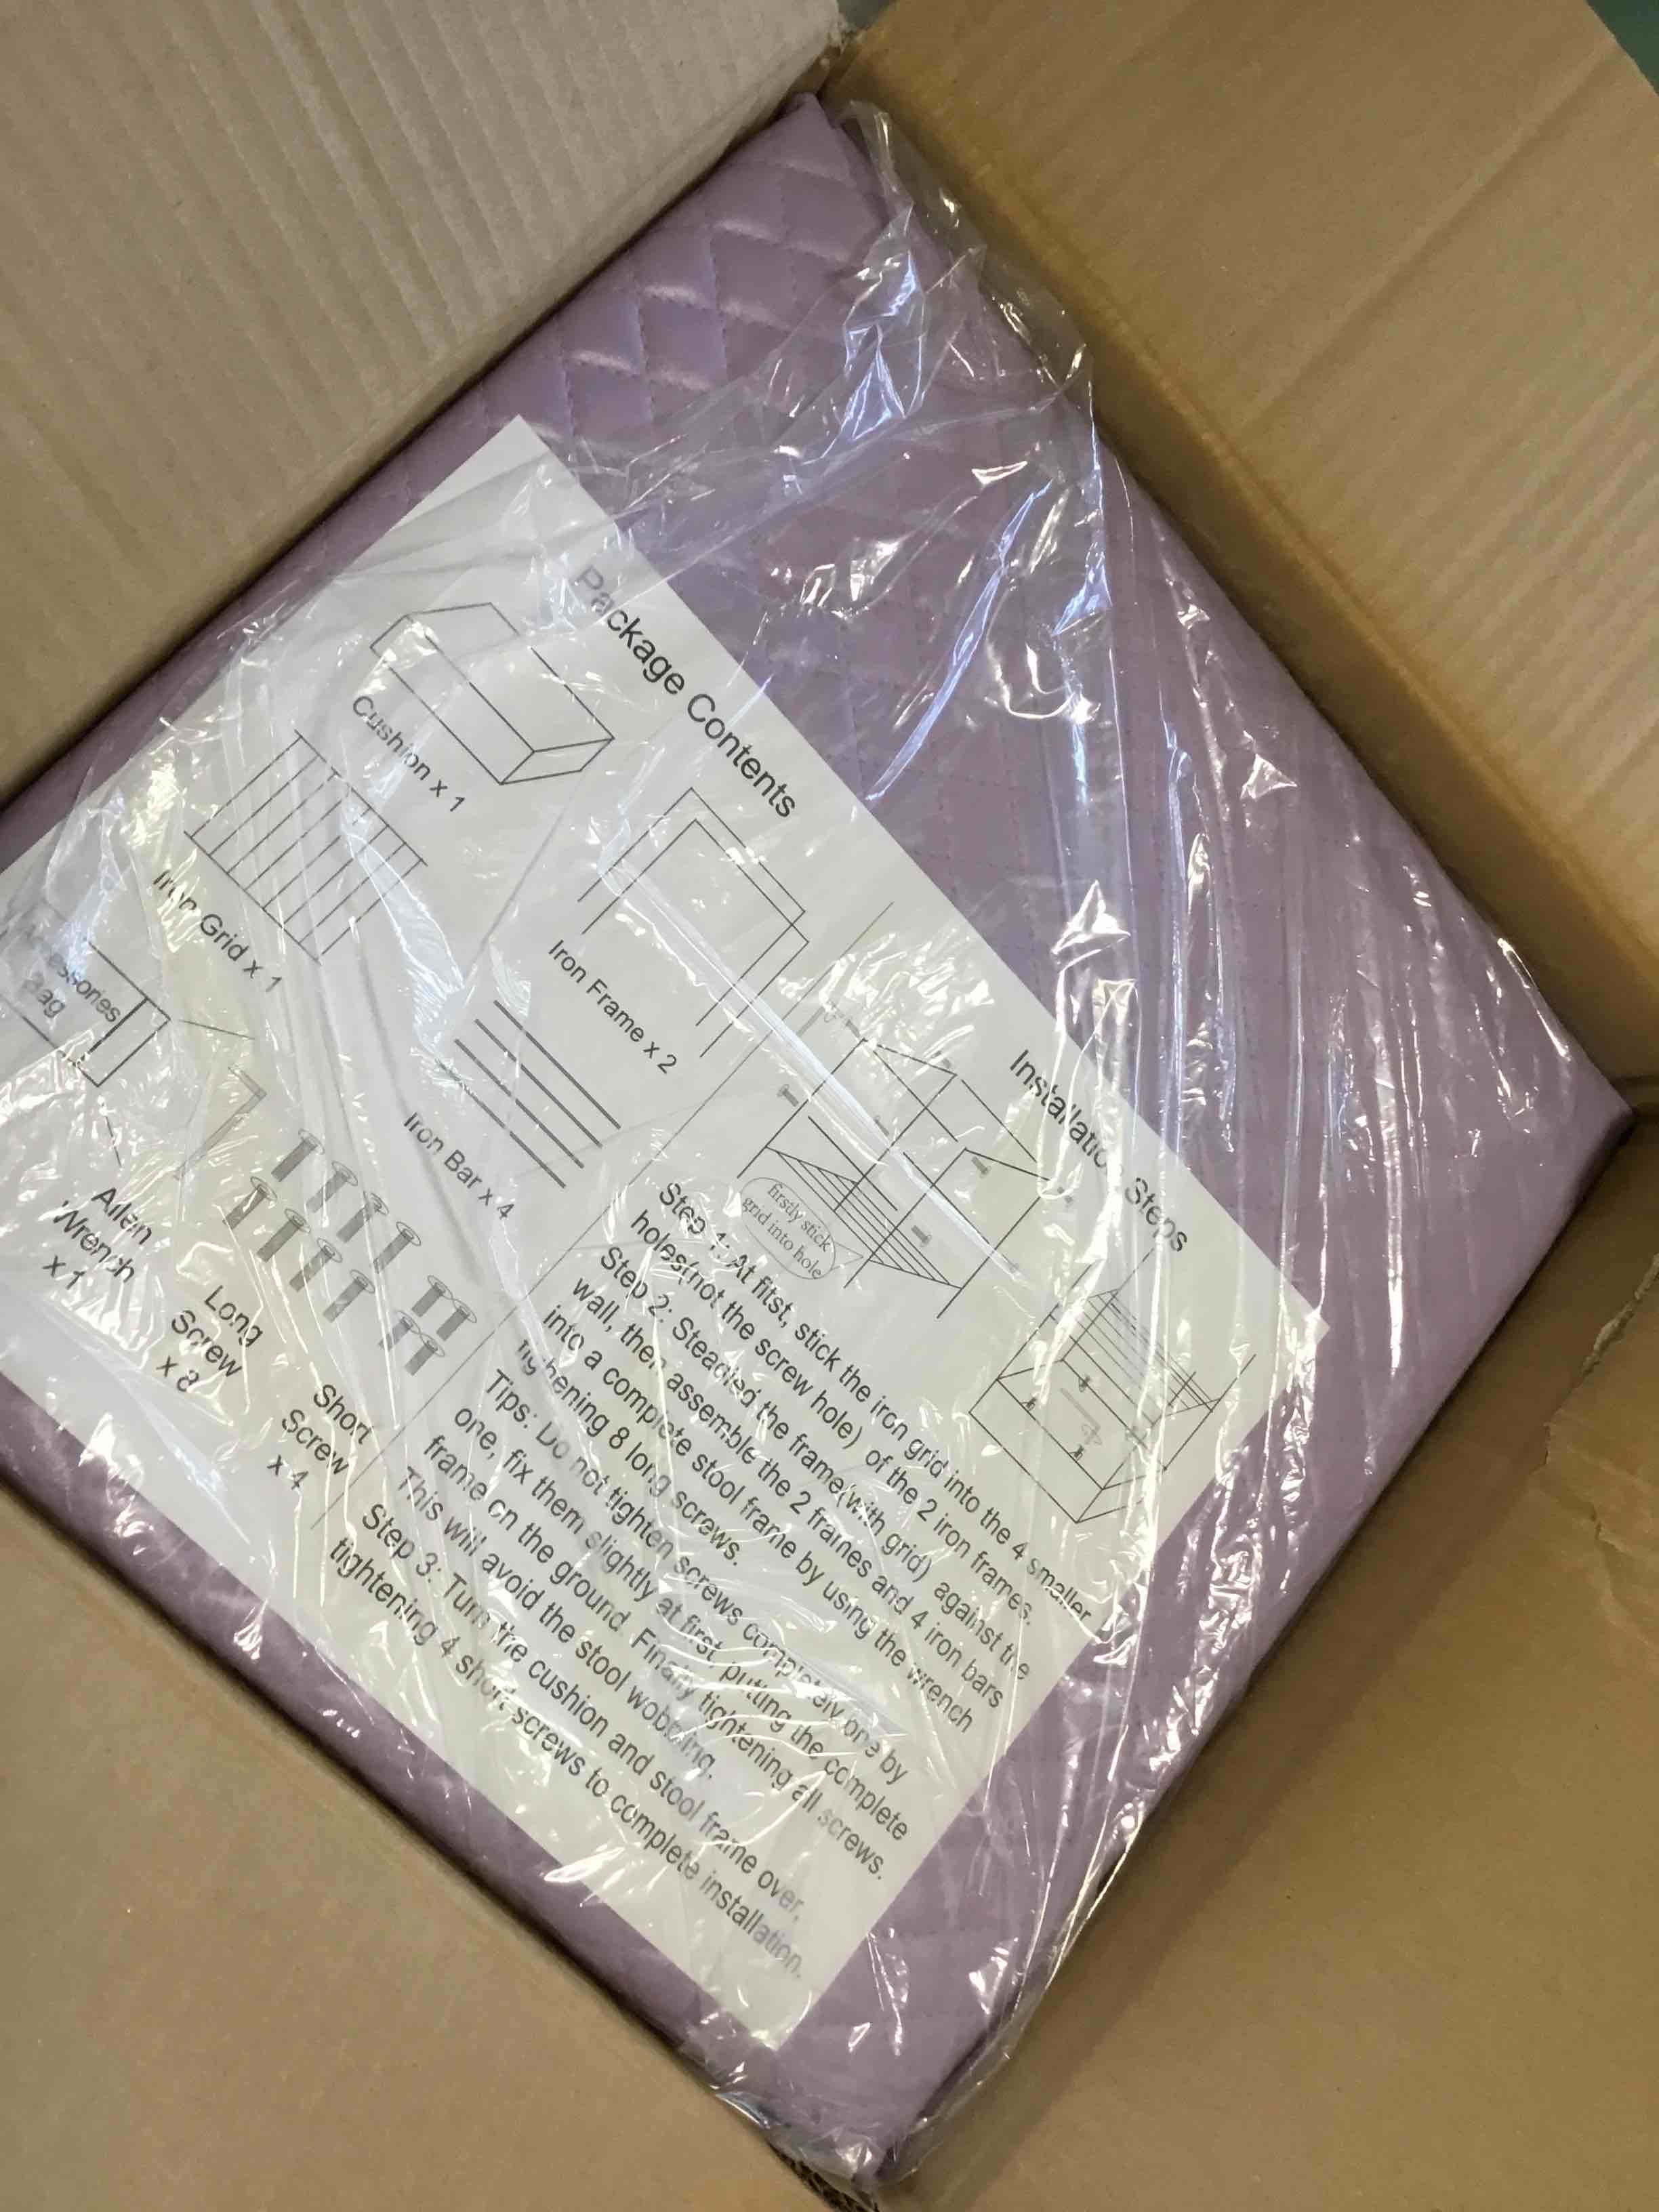 Package Contents
Cushion x 1
Iron Frame x 2
Iron Grid x 1
Iron Bar x 4
Bag
Allen
Wrench
x 1
Long
Screw
x 8
Short
Screw
x 4
Installation Steps
firstly stick
grid into hole
Step 1: At fitst, stick the iron grid into the 4 smaller
holes(not the screw hole) of the 2 iron frames.
Step 2: Steadied the frame(with grid) against the
wall, then assemble the 2 frames and 4 iron bars
into a complete stool frame by using the wrench
tightening 8 long screws.
Tips: Do not tighten screws completely one by
one, fix them slightly at first, putting the complete
frame on the ground. Finally tightening all screws.
This will avoid the stool wobbling.
Step 3: Turn the cushion and stool frame over,
tightening 4 short screws to complete installation.